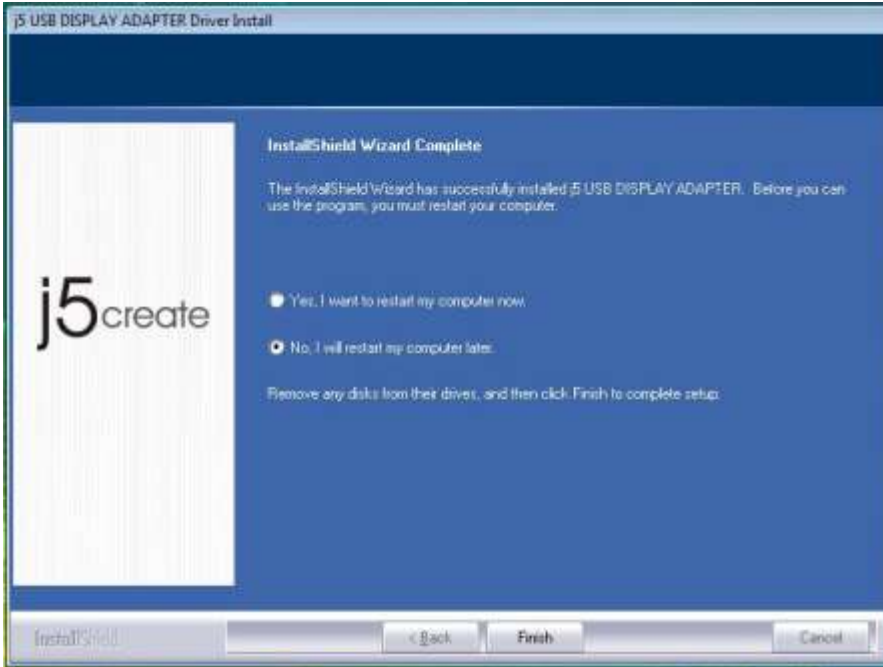 j5 USB DISPLAY ADAPTER Driver Install
InstallShield Wizard Complete
The InstallShield Wizard has successfully installed j5 USB DISPLAY ADAPTER. Before you can
use the program, you must restart your computer.
j5create
Yes, I want to restart my computer now.
No, I will restart my computer later.
Remove any disks from their drives, and then click Finish to complete setup.
InstallShield
< Back
Finish
Cancel